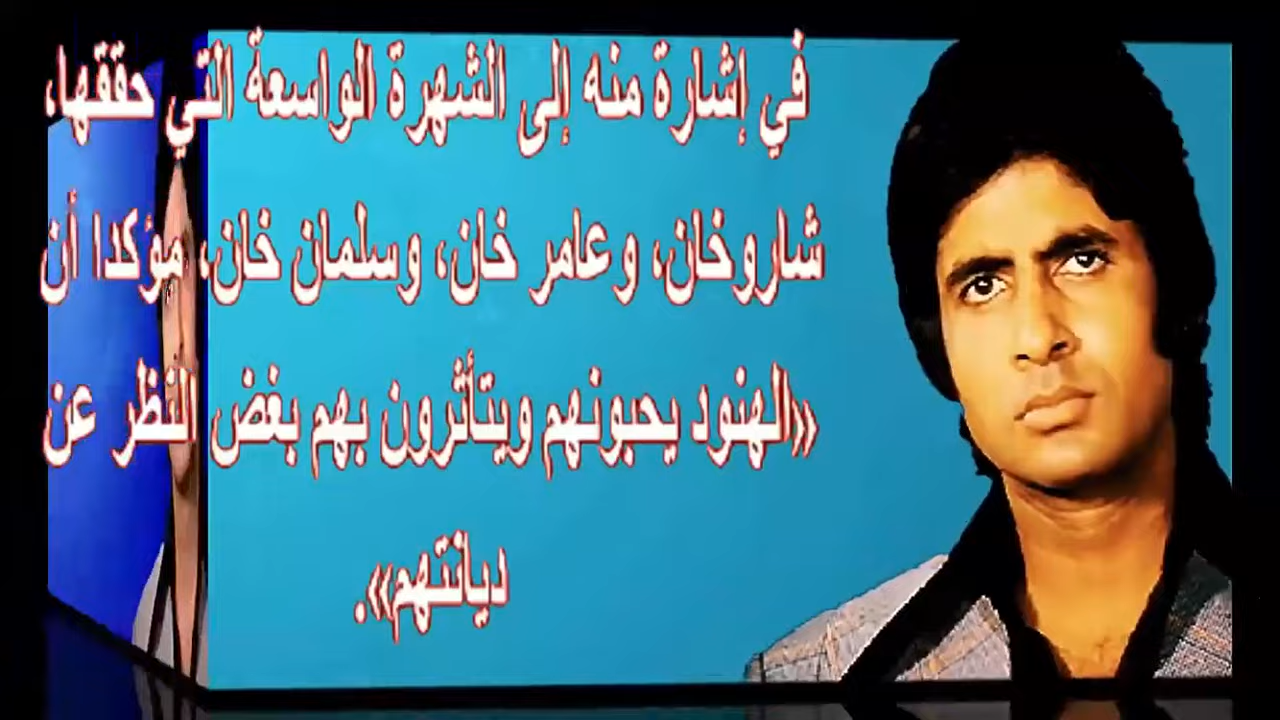 في إشارة منه إلى الشهرة الواسعة التي حققها،
شاروخان، وعامر خان، وسلمان خان، مؤكدا أن
«الهنود يحبونهم ويتأثرون بهم بغض النظر عن
ديانتهم».